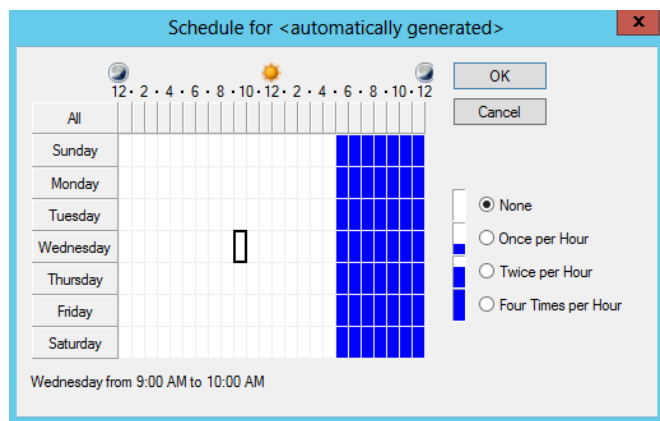 Schedule for <automatically generated>
x
12 · 2 · 4 · 6 · 8 · 10 · 12 · 2 · 4 · 6 · 8 · 10 · 12
OK
Cancel
All
Sunday
Monday
Tuesday
Wednesday
Thursday
Friday
Saturday
None
Once per Hour
Twice per Hour
Four Times per Hour
Wednesday from 9:00 AM to 10:00 AM